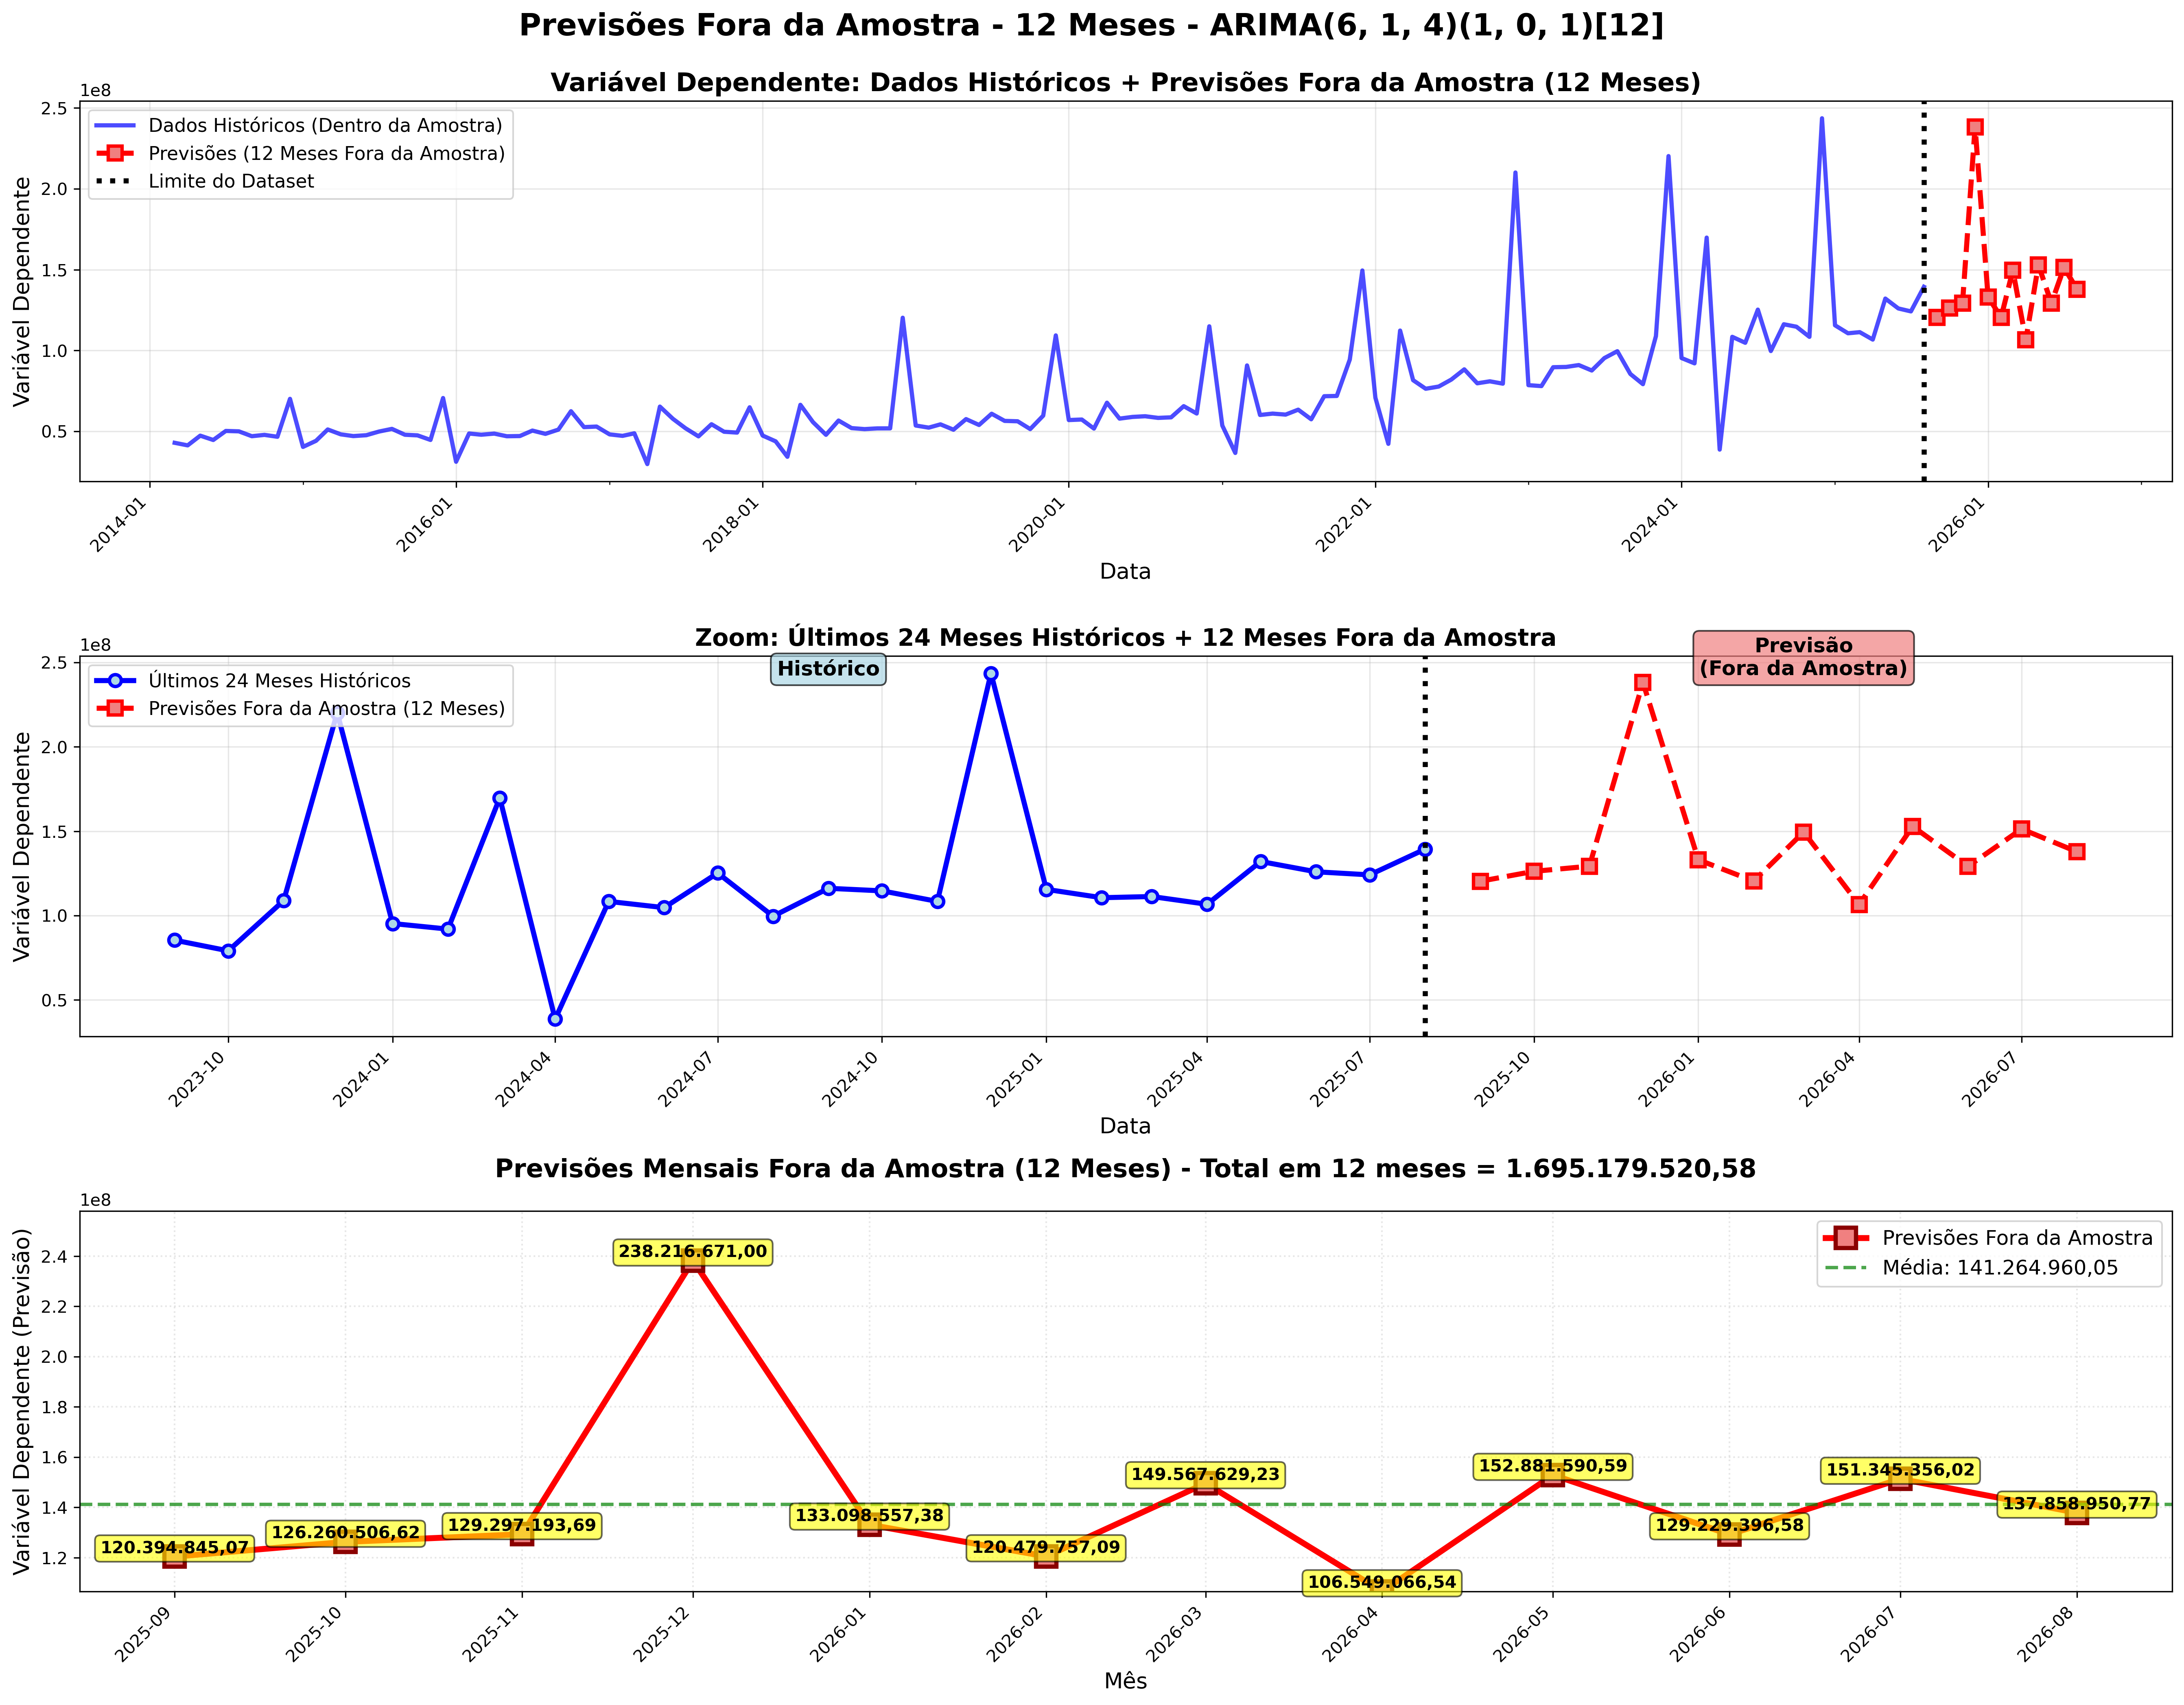 Previsões Fora da Amostra - 12 Meses - ARIMA(6, 1, 4)(1, 0, 1)[12]
Variável Dependente: Dados Históricos + Previsões Fora da Amostra (12 Meses)
1e8
Dados Históricos (Dentro da Amostra)
Previsões (12 Meses Fora da Amostra)
Limite do Dataset
Variável Dependente
2.5
2.0
1.5
1.0
0.5
2014-01
2016-01
2018-01
2020-01
2022-01
2024-01
2026-01
Data
Zoom: Últimos 24 Meses Históricos + 12 Meses Fora da Amostra
1e8
Últimos 24 Meses Históricos
Previsões Fora da Amostra (12 Meses)
Histórico
Previsão
(Fora da Amostra)
Variável Dependente
2.5
2.0
1.5
1.0
0.5
2023-10
2024-01
2024-04
2024-07
2024-10
2025-01
2025-04
2025-07
2025-10
2026-01
2026-04
2026-07
Data
Previsões Mensais Fora da Amostra (12 Meses) - Total em 12 meses = 1.695.179.520,58
1e8
Previsões Fora da Amostra
Média: 141.264.960,05
Variável Dependente (Previsão)
2.4
2.2
2.0
1.8
1.6
1.4
1.2
120.394.845,07
126.260.506,62
129.297.193,69
238.216.671,00
133.098.557,38
120.479.757,09
149.567.629,23
106.549.066,54
152.881.590,59
129.229.396,58
151.345.356,02
137.858.950,77
2025-09
2025-10
2025-11
2025-12
2026-01
2026-02
2026-03
2026-04
2026-05
2026-06
2026-07
2026-08
Mês